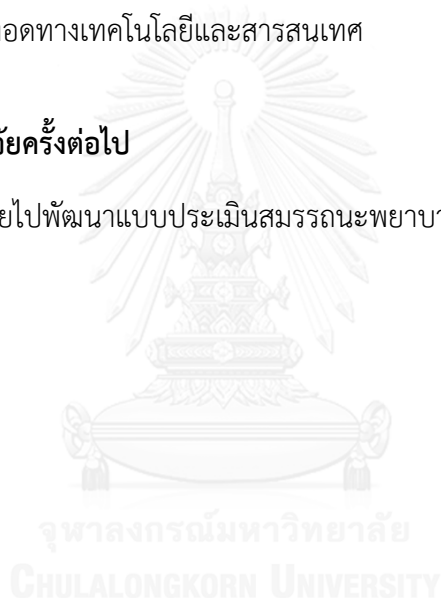 อดทางเทคโนโลยีและสารสนเทศ
ัยครั้งต่อไป
ยไปพัฒนาแบบประเมินสมรรถนะพยาบา
จุฬาลงกรณ์มหาวิทยาลัย
CHULALONGKORN UNIVERSITY